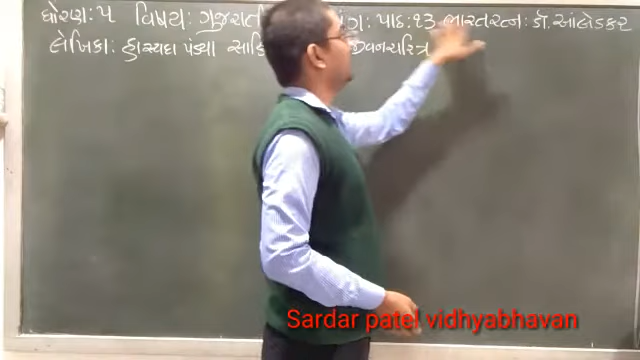 ધોરણ: ૫ વિષય: ગુજરાતી પાઠ: ૧૩ ભારતરત્ન: ડૉ. આંબેડકર
લેખિકા: હાસ્યદા પંડ્યા જીવનચરિત્ર
Sardar patel vidhyabhavan